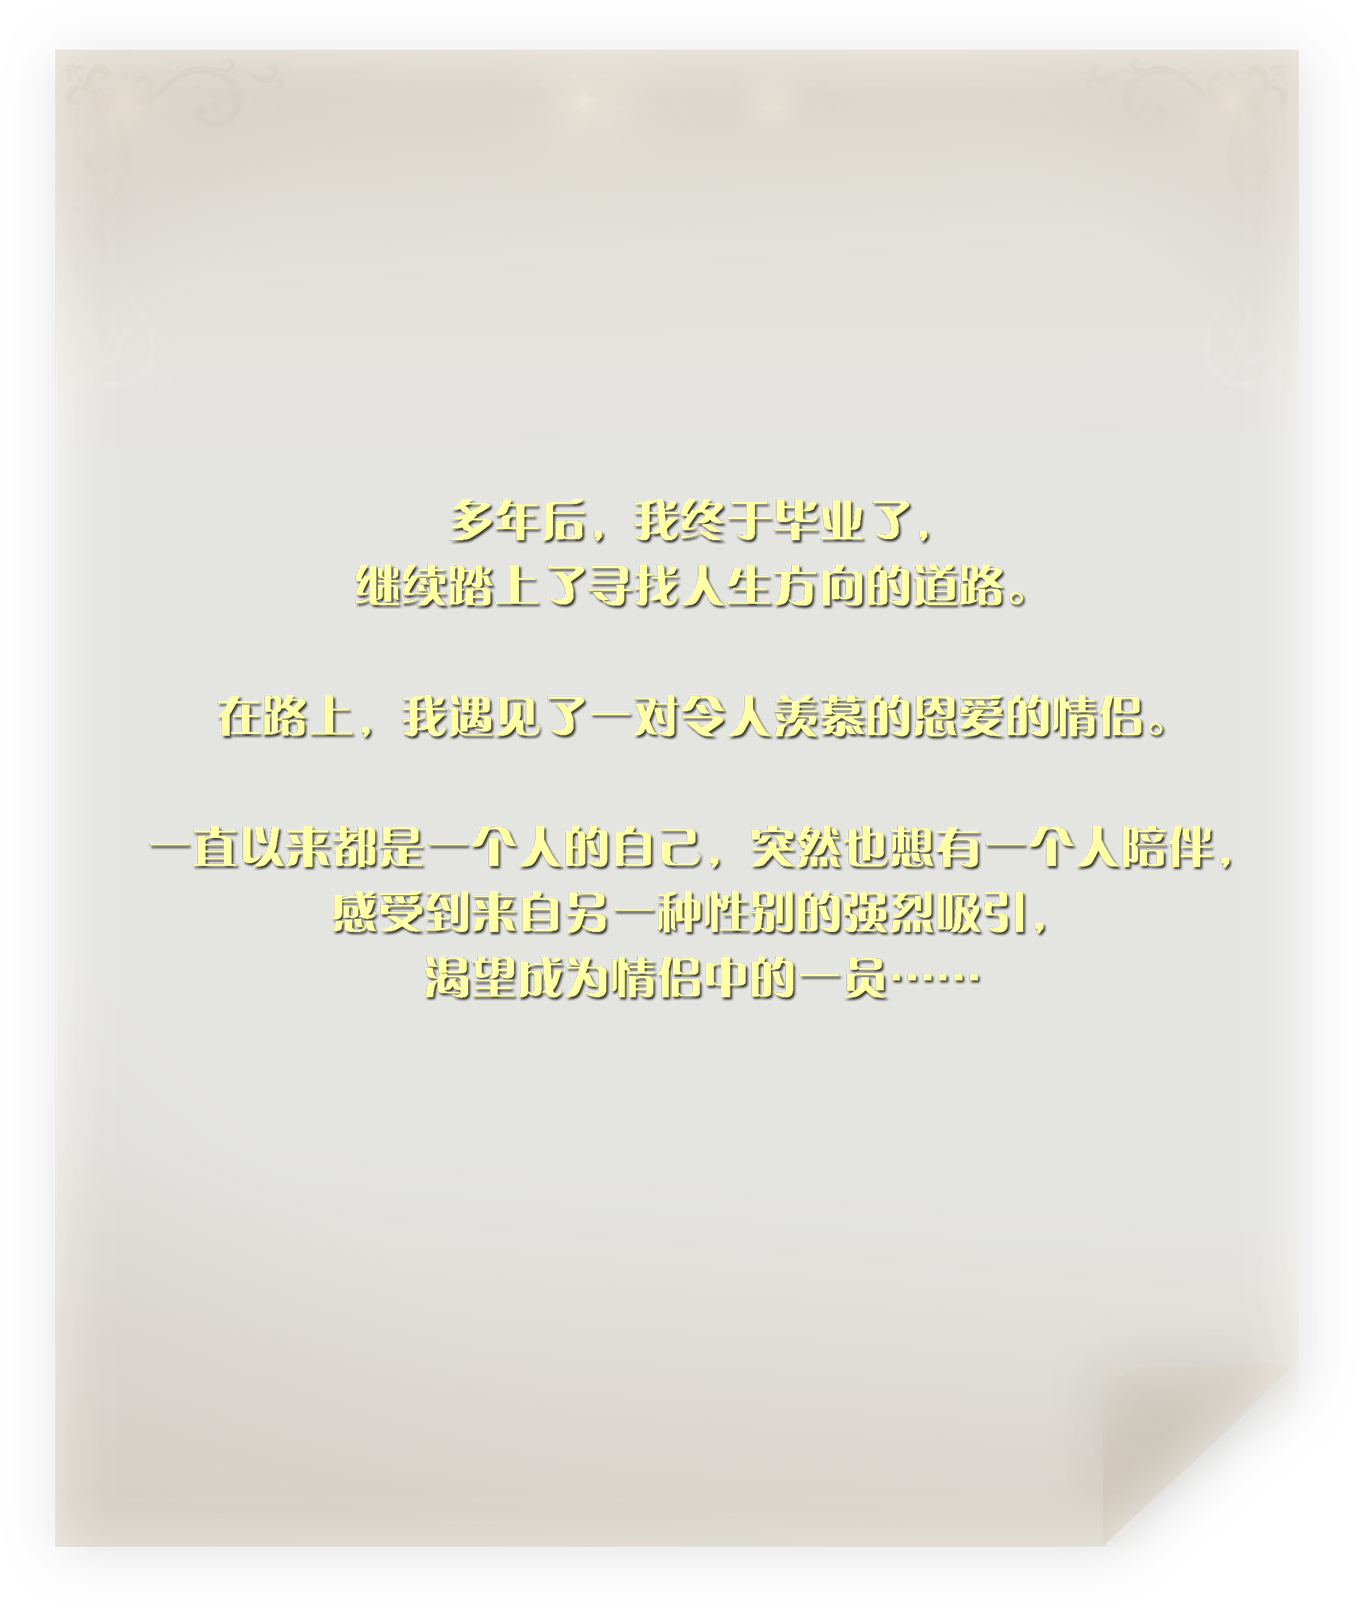 多年后，我终于毕业了，
继续踏上了寻找人生方向的道路。
在路上，我遇见了一对令人羡慕的恩爱的情侣。
一直以来都是一个人的自己，突然也想有一个人陪伴，
感受到来自另一种性别的强烈吸引，
渴望成为情侣中的一员……